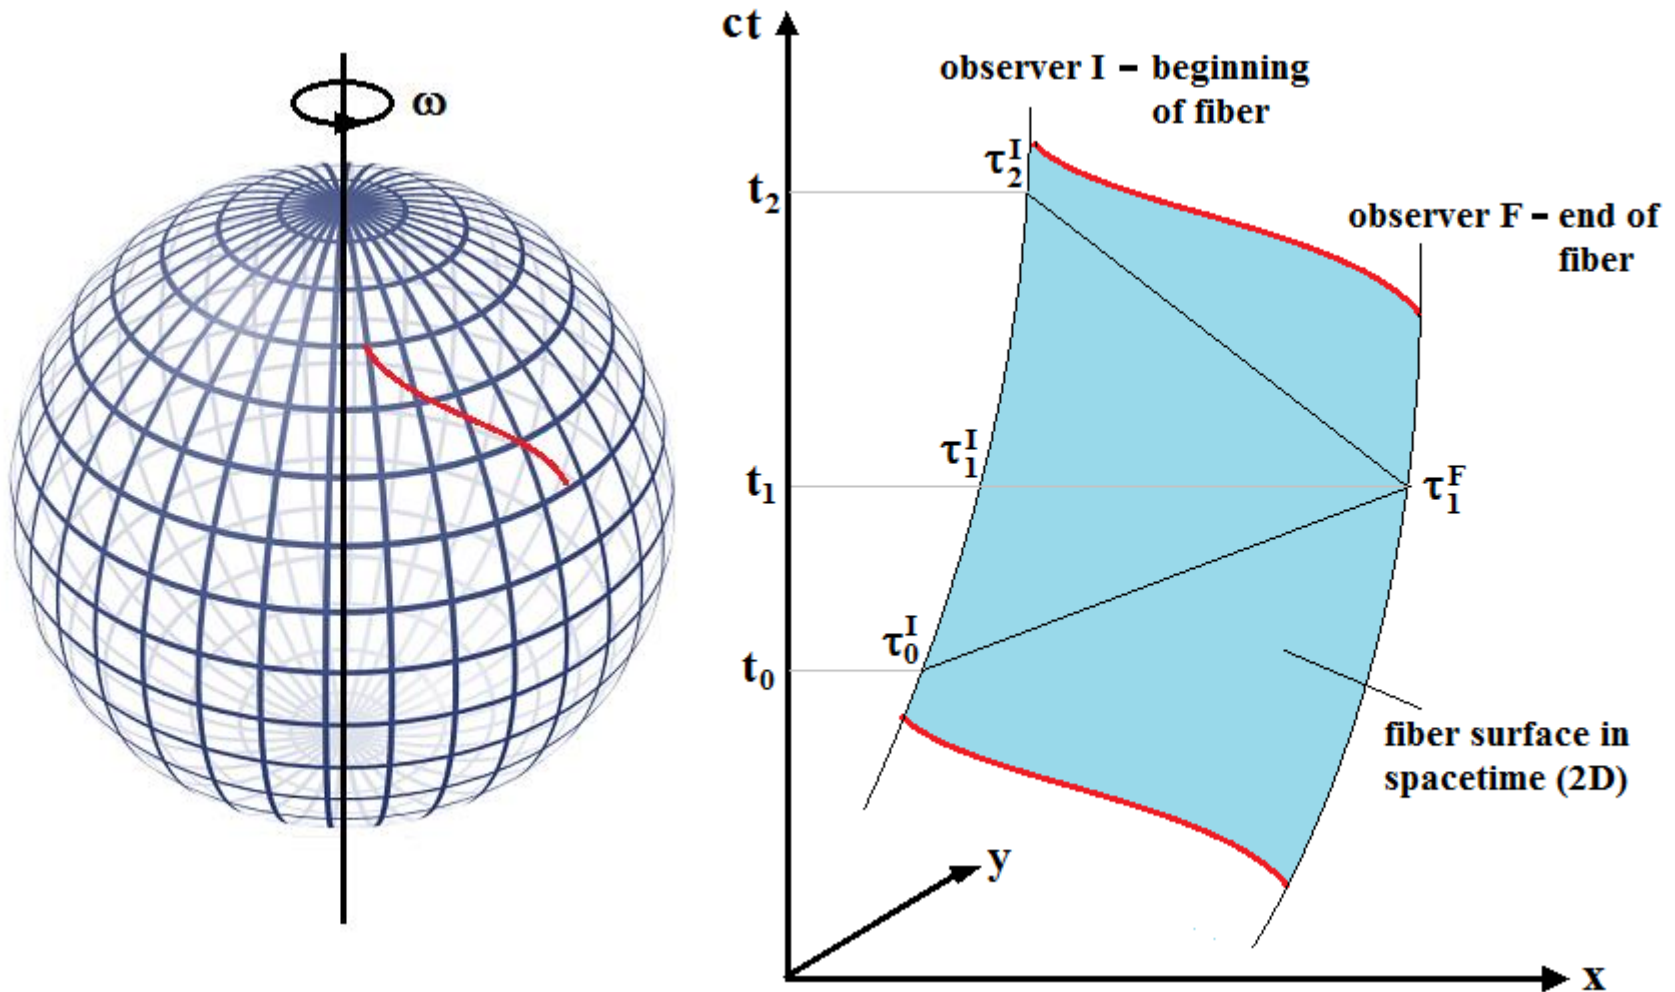 ω
ct
observer I – beginning
of fiber
τ₂ᴵ
t₂
observer F – end of
fiber
τ₁ᴵ
t₁
τ₁ꟳ
τ₀ᴵ
t₀
fiber surface in
spacetime (2D)
y
x